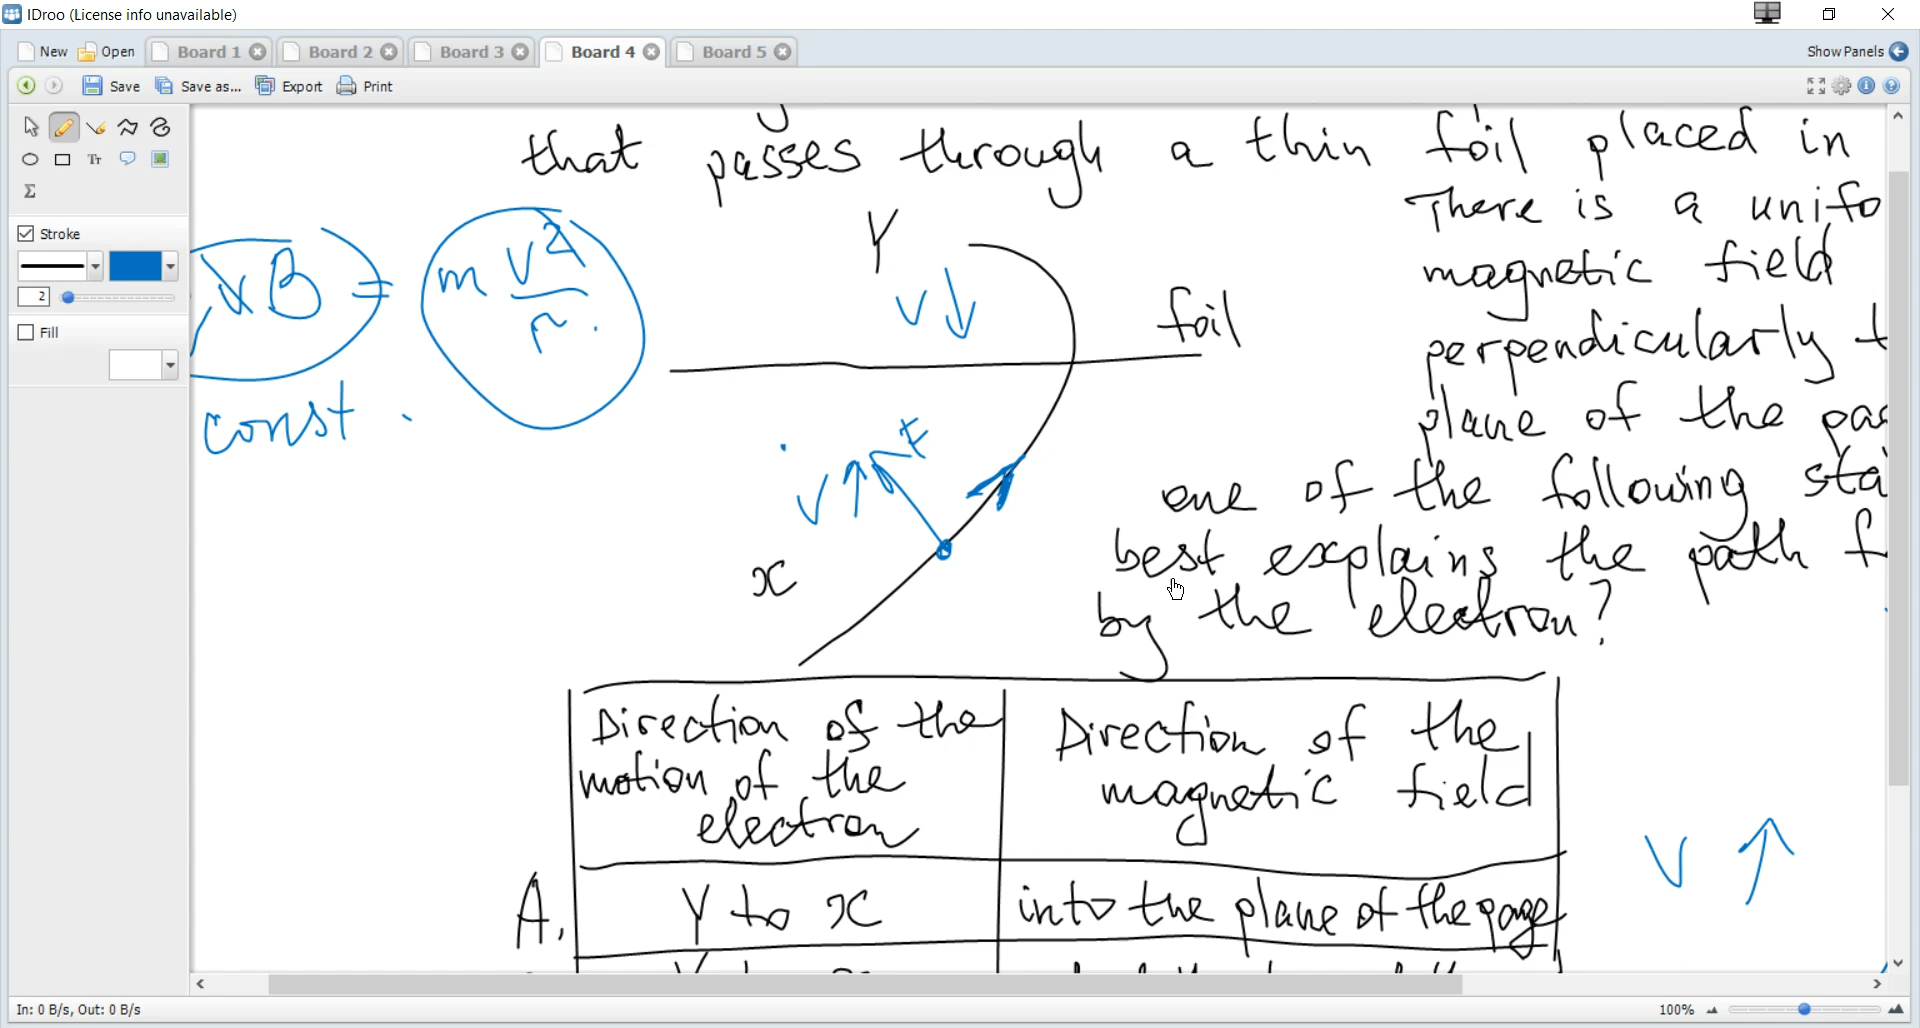 IDroo (License info unavailable)
New Open Board 1 Board 2 Board 3 Board 4 Board 5 Show Panels
Save Save as... Export Print
that passes through a thin foil placed in
There is a unifo
magnetic field
perpendicularly t
plane of the pag
one of the following sta
best explains the path f
by the electron?
Stroke
2
Fill
vB = m v² / r
const.
Y
v ↓
foil
v ↑
x
Direction of the motion of the electron
Direction of the magnetic field
A. Y to x into the plane of the page
v ↑
In: 0 B/s, Out: 0 B/s
100%